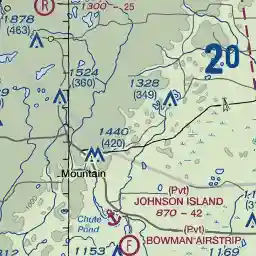 1878
(463)
R
1300 - 25
20
1524
(360)
1328
(349)
1440
(420)
Mountain
(Pvt)
JOHNSON ISLAND
870 - 42
Chute
Pond
(Pvt)
BOWMAN AIRSTRIP
1153
F
1169